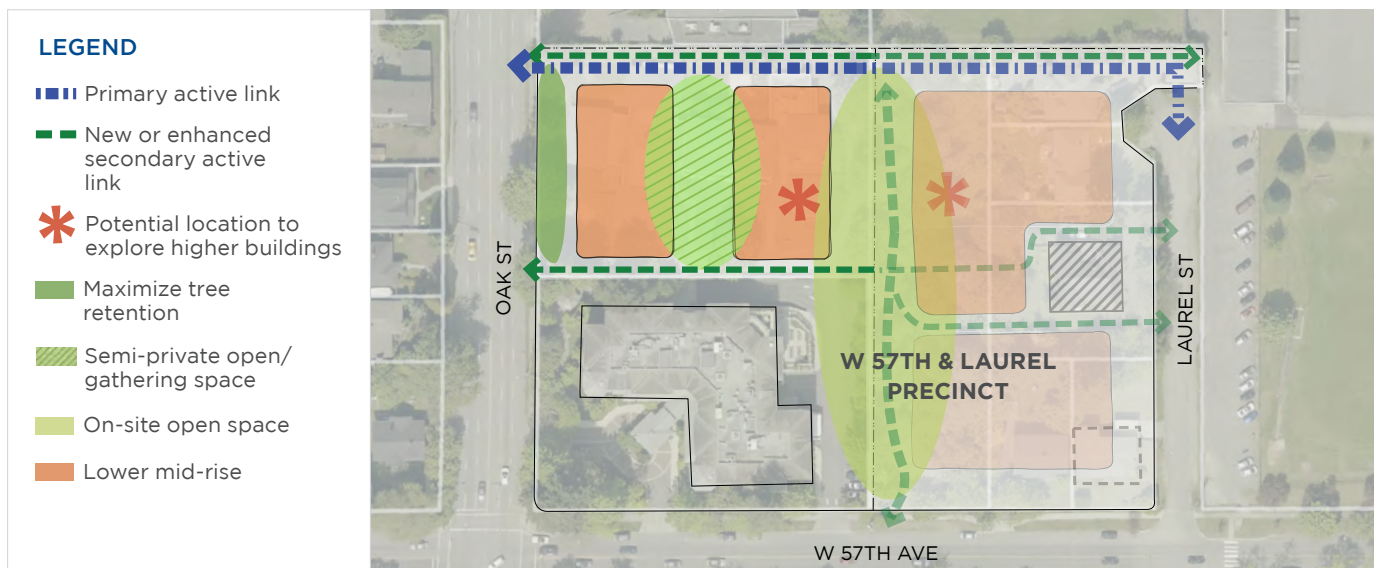 LEGEND
Primary active link
New or enhanced
secondary active
link
Potential location to
explore higher buildings
Maximize tree
retention
Semi-private open/
gathering space
On-site open space
Lower mid-rise
OAK ST
LAUREL ST
W 57TH & LAUREL
PRECINCT
W 57TH AVE